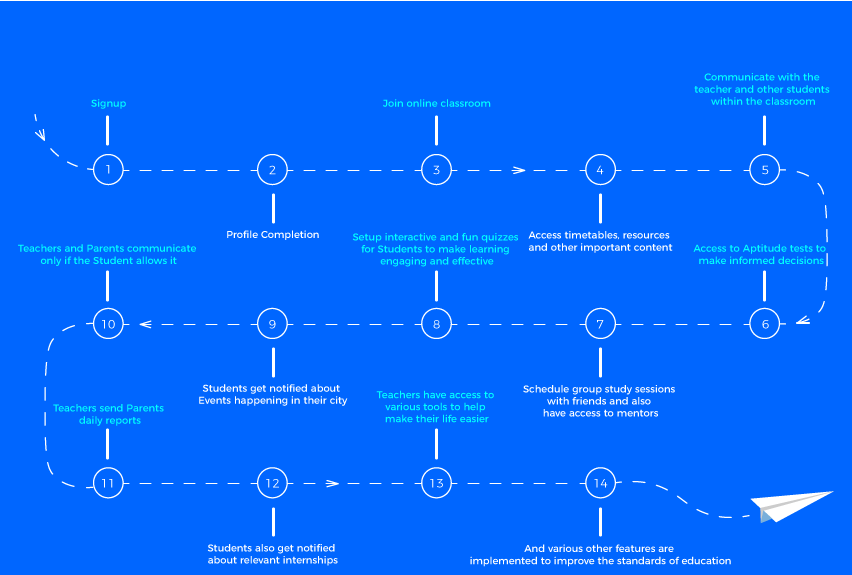 Signup
1
2
Profile Completion
Join online classroom
3
4
Access timetables, resources
and other important content
Communicate with the
teacher and other students
within the classroom
5
Access to Aptitude tests to
make informed decisions
6
7
Schedule group study sessions
with friends and also
have access to mentors
Setup interactive and fun quizzes
for Students to make learning
engaging and effective
8
9
Students get notified about
Events happening in their city
Teachers and Parents communicate
only if the Student allows it
10
Teachers send Parents
daily reports
11
12
Students also get notified
about relevant internships
Teachers have access to
various tools to help
make their life easier
13
14
And various other features are
implemented to improve the standards of education